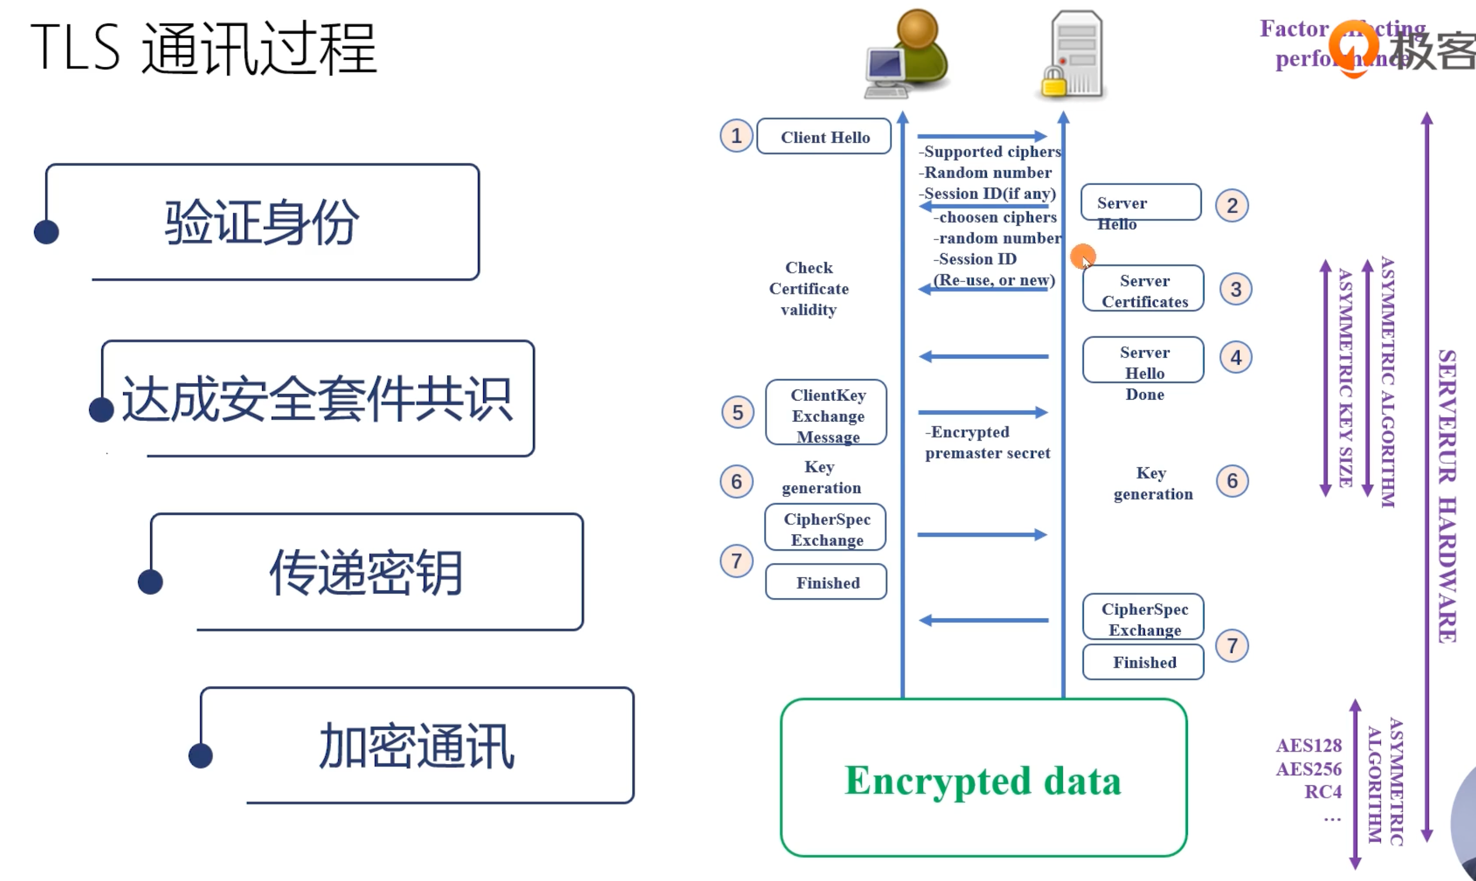 TLS 通讯过程
验证身份
达成安全套件共识
传递密钥
加密通讯
1
Client Hello
-Supported ciphers
-Random number
-Session ID(if any)
Server
Hello
2
-choosen ciphers
-random number
-Session ID
(Re-use, or new)
Check
Certificate
validity
Server
Certificates
3
Server
Hello
Done
4
5
ClientKey
Exchange
Message
-Encrypted
premaster secret
6
Key
generation
Key
generation
6
CipherSpec
Exchange
7
Finished
CipherSpec
Exchange
7
Finished
Encrypted data
Factor
极客
ASYMMETRIC KEY SIZE
ASYMMETRIC ALGORITHM
SERVERUR HARDWARE
AES128
AES256
RC4
...
ASYMMETRIC
ALGORITHM